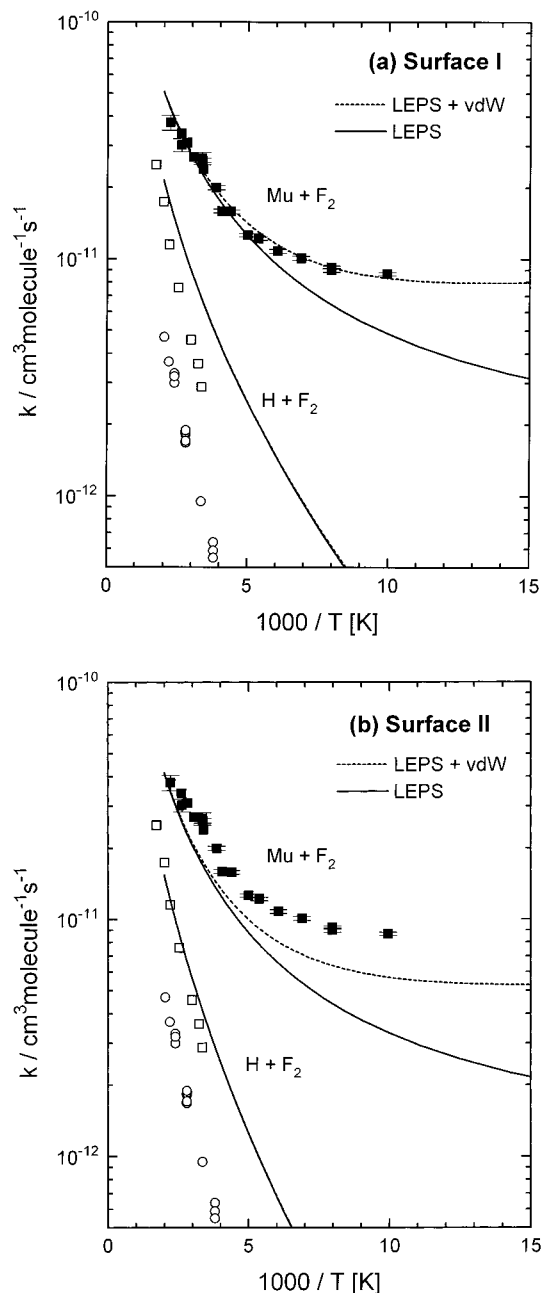 10⁻¹⁰
(a) Surface I
LEPS + vdW
LEPS
Mu + F₂
10⁻¹¹
H + F₂
10⁻¹²
k / cm³molecule⁻¹s⁻¹
0 5 10 15
1000 / T [K]
10⁻¹⁰
(b) Surface II
LEPS + vdW
LEPS
Mu + F₂
10⁻¹¹
H + F₂
10⁻¹²
k / cm³molecule⁻¹s⁻¹
0 5 10 15
1000 / T [K]